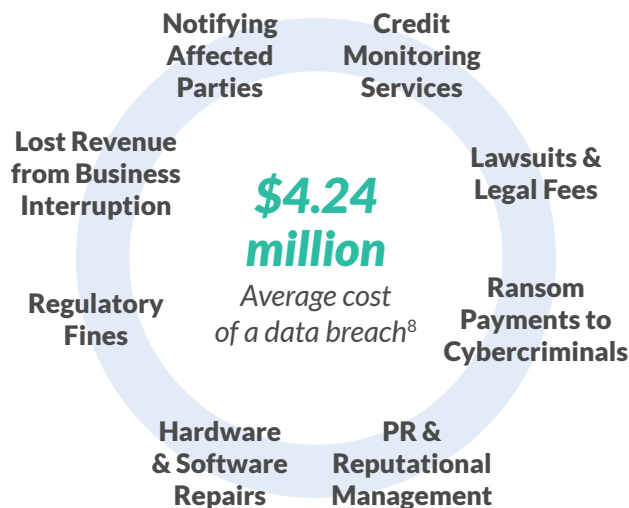 Notifying
Affected
Parties
Credit
Monitoring
Services
Lost Revenue
from Business
Interruption
Lawsuits &
Legal Fees
$4.24
million
Average cost
of a data breach8
Regulatory
Fines
Ransom
Payments to
Cybercriminals
Hardware
& Software
Repairs
PR &
Reputational
Management